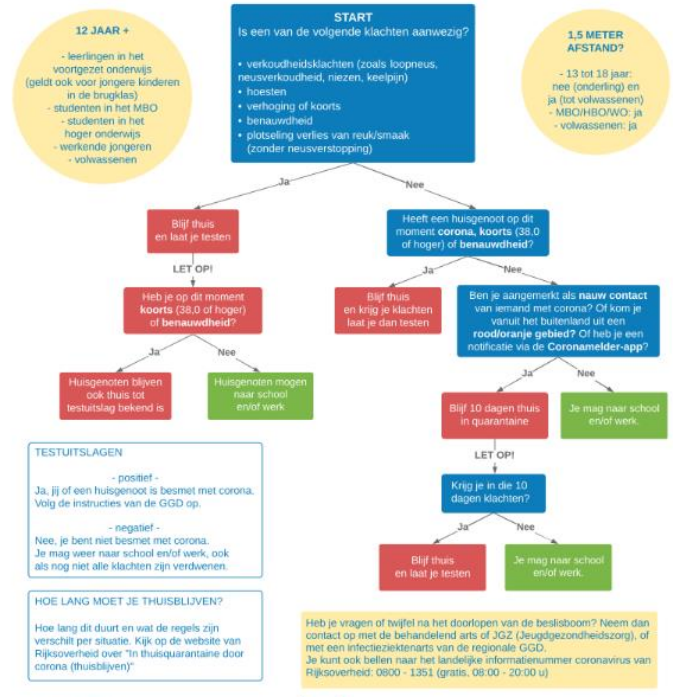 12 JAAR +
- leerlingen in het
voortgezet onderwijs
(geldt ook voor jongere kinderen
in de brugklas)
- studenten in het MBO
- studenten in het
hoger onderwijs
- werkende jongeren
- volwassenen
START
Is een van de volgende klachten aanwezig?
• verkoudheidsklachten (zoals loopneus,
neusverkoudheid, niezen, keelpijn)
• hoesten
• verhoging of koorts
• benauwdheid
• plotseling verlies van reuk/smaak
(zonder neusverstopping)
1,5 METER
AFSTAND?
- 13 tot 18 jaar:
nee (onderling) en
ja (tot volwassenen)
- MBO/HBO/WO: ja
- volwassenen: ja
Ja
Nee
Blijf thuis
en laat je testen
LET OP!
Heb je op dit moment
koorts (38,0 of hoger)
of benauwdheid?
Ja
Nee
Huisgenoten blijven
ook thuis tot
testuitslag bekend is
Huisgenoten mogen
naar school
en/of werk
Heeft een huisgenoot op dit
moment corona, koorts (38.0
of hoger) of benauwdheid?
Ja
Nee
Blijf thuis
en krijg je klachten
laat je dan testen
Ben je aangemerkt als nauw contact
van iemand met corona? Of kom je
vanuit het buitenland uit een
rood/oranje gebied? Of heb je een
notificatie via de Coronamelder-app?
Ja
Nee
Blijf 10 dagen thuis
in quarantaine
Je mag naar school
en/of werk.
LET OP!
Krijg je in die 10
dagen klachten?
Ja
Nee
Blijf thuis
en laat je testen
Je mag naar school
en/of werk.
TESTUITSLAGEN
- positief -
Ja, jij of een huisgenoot is besmet met corona.
Volg de instructies van de GGD op.
- negatief -
Nee, je bent niet besmet met corona.
Je mag weer naar school en/of werk, ook
als nog niet alle klachten zijn verdwenen.
HOE LANG MOET JE THUISBLIJVEN?
Hoe lang dit duurt en wat de regels zijn
verschilt per situatie. Kijk op de website van
Rijksoverheid over "In thuisquarantaine door
corona (thuisblijven)"
Heb je vragen of twijfel na het doorlopen van de beslisboom? Neem dan
contact op met de behandelend arts of JGZ (Jeugdgezondheidszorg), of
met een infectieziektenarts van de regionale GGD.
Je kunt ook bellen naar het landelijke informatienummer coronavirus van
Rijksoverheid: 0800 - 1351 (gratis, 08:00 - 20:00 u)